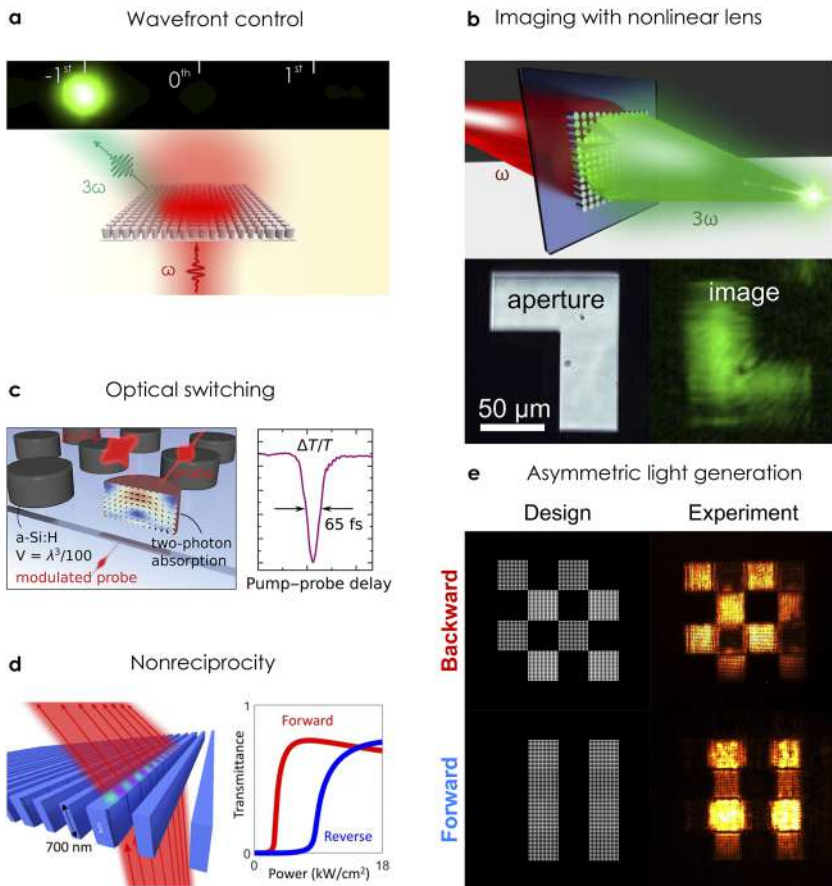 a
Wavefront control
-1st
0th
1st
3ω
ω
b
Imaging with nonlinear lens
ω
3ω
aperture
image
50 μm
c
Optical switching
a-Si:H
V = λ³/100
two-photon
absorption
modulated probe
ΔT/T
65 fs
Pump–probe delay
d
Nonreciprocity
700 nm
1
Forward
Transmittance
Reverse
0
0
18
Power (kW/cm²)
e
Asymmetric light generation
Design
Experiment
Backward
Forward